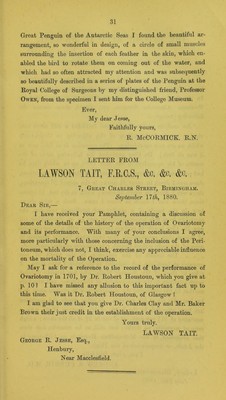 31
Great Penguin of the Antarctic Seas I found the beautiful ar-
rangement, so wonderful in design, of a circle of small muscles
surrounding the insertion of each feather in the skin, which en-
abled the bird to rotate them on coming out of the water, and
which had so often attracted my attention and was subsequently
so beautifully described in a series of plates of the Penguin at the
Royal College of Surgeons by my distinguished friend, Professor
OWEN, from the specimen I sent him for the College Museum.
Ever,
My dear Jesse,
Faithfully yours,
R. McCORMICK. R.N.
LETTER FROM
LAWSON TAIT, F.R.C.S., &c. &c. &c.
7, GREAT CHARLES STREET, BIRMINGHAM.
September 17th, 1880.
DEAR SIR,—
I have received your Pamphlet, containing a discussion of
some of the details of the history of the operation of Ovariotomy
and its performance. With many of your conclusions I agree,
more particularly with those concerning the inclusion of the Peri-
toneum, which does not, I think, exercise any appreciable influence
on the mortality of the Operation.
May I ask for a reference to the record of the performance of
Ovariotomy in 1701, by Dr. Robert Houstoun, which you give at
p. 10? I have missed any allusion to this important fact up to
this time. Was it Dr. Robert Houstoun, of Glasgow?
I am glad to see that you give Dr. Charles Clay and Mr. Baker
Brown their just credit in the establishment of the operation.
Yours truly.
LAWSON TAIT.
GEORGE R. JESSE, Esq.,
Henbury,
Near Macclesfield.